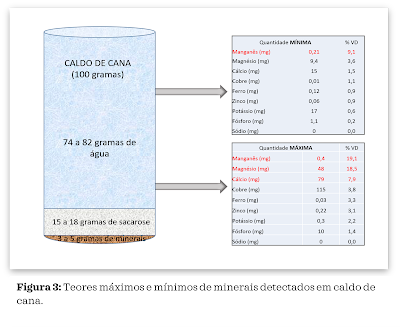 CALDO DE CANA
(100 gramas)
74 a 82 gramas de
água
15 a 18 gramas de sacarose
3 a 5 gramas de minerais
Quantidade MÍNIMA % VD
Manganês (mg) 0,21 9,1
Magnésio (mg) 9,4 3,6
Cálcio (mg) 15 1,5
Cobre (mg) 0,01 1,1
Ferro (mg) 0,12 0,9
Zinco (mg) 0,06 0,9
Potássio (mg) 17 0,6
Fósforo (mg) 1,1 0,2
Sódio (mg) 0 0,0
Quantidade MÁXIMA % VD
Manganês (mg) 0,4 19,1
Magnésio (mg) 48 18,5
Cálcio (mg) 79 7,9
Cobre (mg) 115 3,8
Ferro (mg) 0,03 3,3
Zinco (mg) 0,22 3,1
Potássio (mg) 0,3 2,2
Fósforo (mg) 10 1,4
Sódio (mg) 0 0,0
Figura 3: Teores máximos e mínimos de minerais detectados em caldo de
cana.